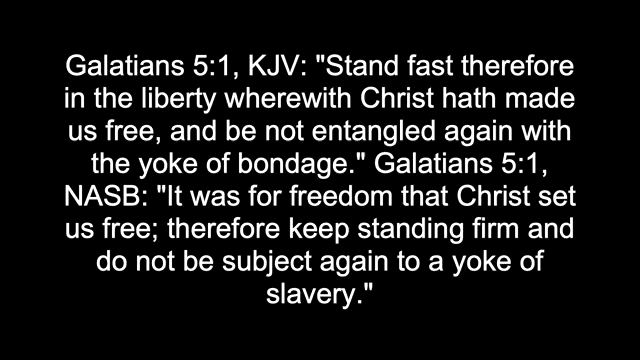 Galatians 5:1, KJV: "Stand fast therefore
in the liberty wherewith Christ hath made
us free, and be not entangled again with
the yoke of bondage." Galatians 5:1,
NASB: "It was for freedom that Christ set
us free; therefore keep standing firm and
do not be subject again to a yoke of
slavery."